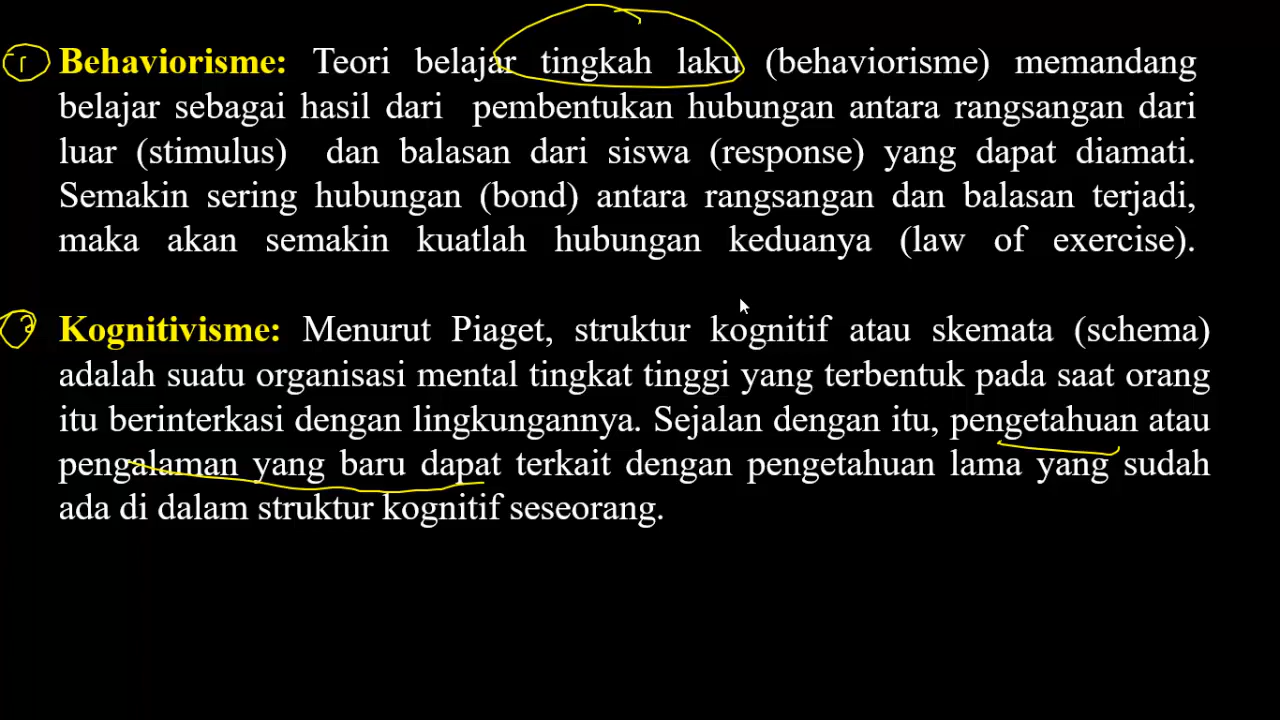 1 Behaviorisme: Teori belajar tingkah laku (behaviorisme) memandang
belajar sebagai hasil dari pembentukan hubungan antara rangsangan dari
luar (stimulus) dan balasan dari siswa (response) yang dapat diamati.
Semakin sering hubungan (bond) antara rangsangan dan balasan terjadi,
maka akan semakin kuatlah hubungan keduanya (law of exercise).
2 Kognitivisme: Menurut Piaget, struktur kognitif atau skemata (schema)
adalah suatu organisasi mental tingkat tinggi yang terbentuk pada saat orang
itu berinterkasi dengan lingkungannya. Sejalan dengan itu, pengetahuan atau
pengalaman yang baru dapat terkait dengan pengetahuan lama yang sudah
ada di dalam struktur kognitif seseorang.